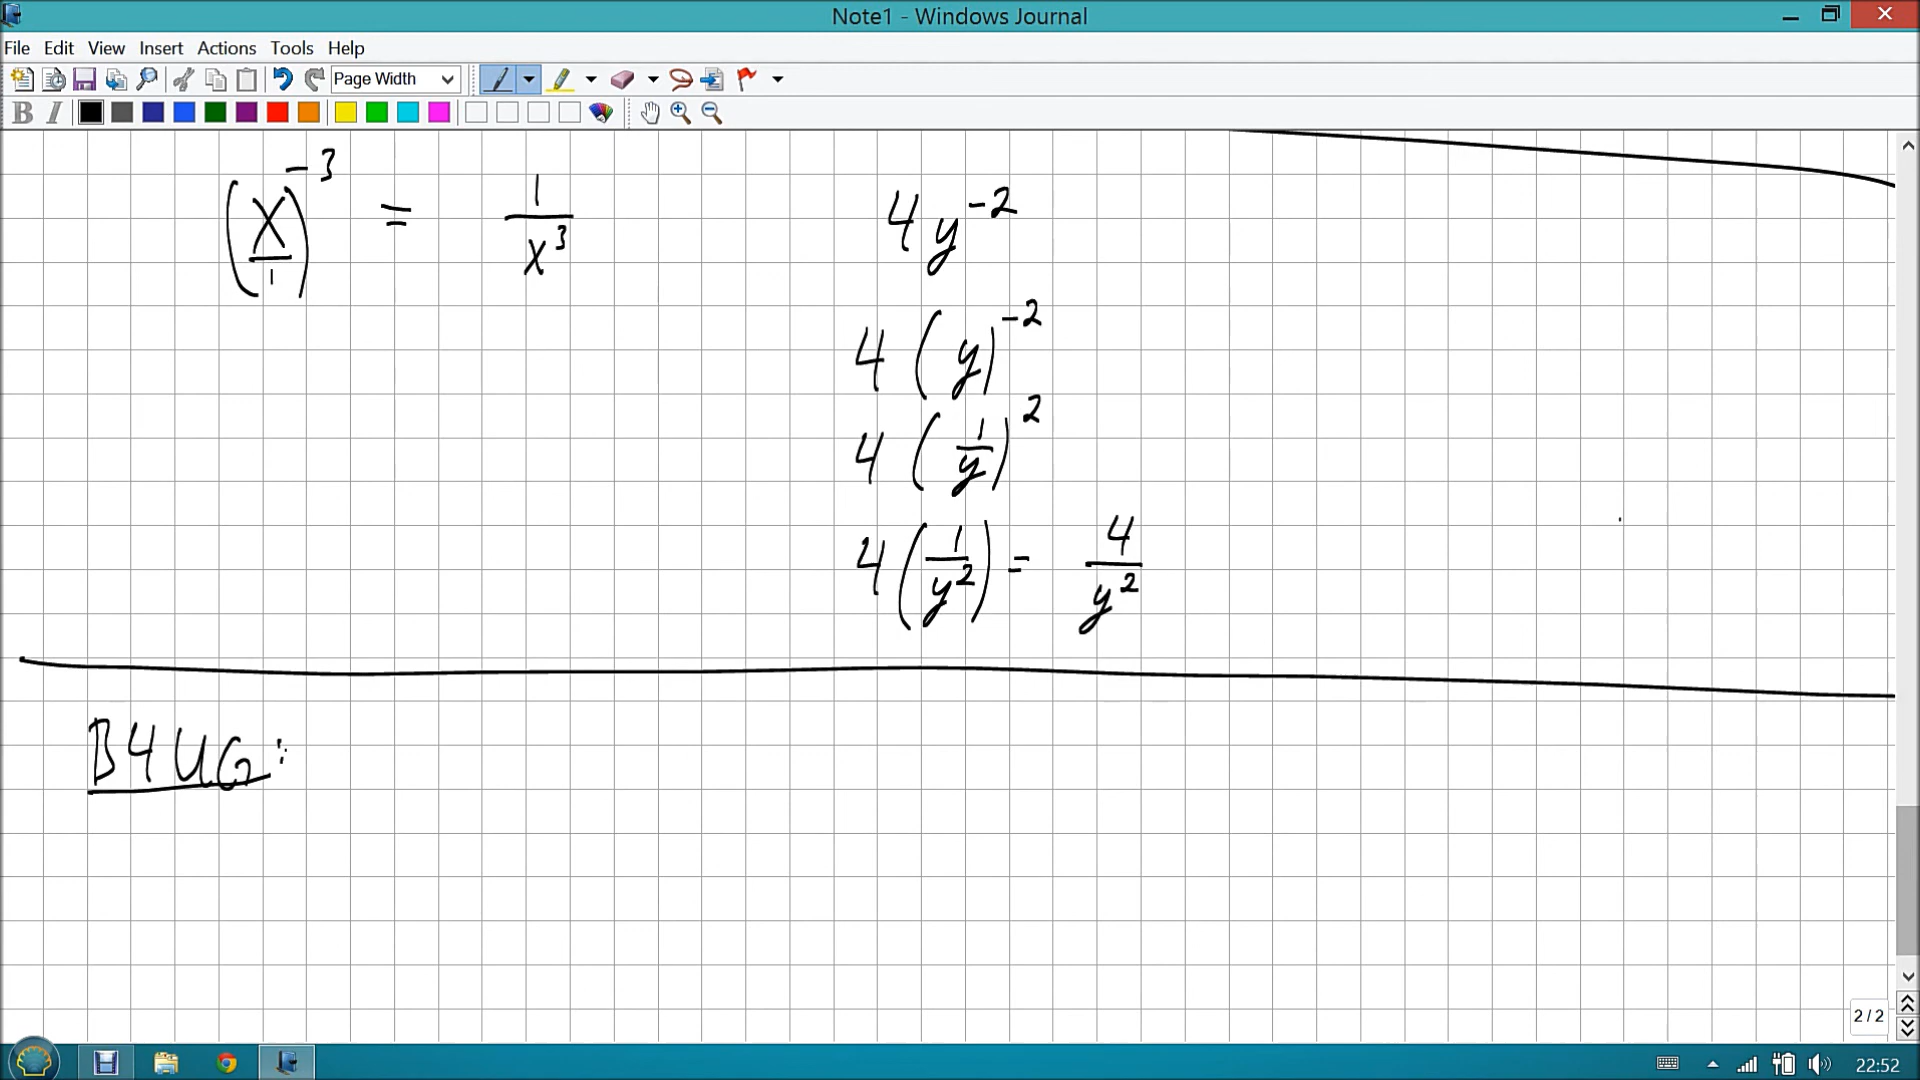 Note1 - Windows Journal
File Edit View Insert Actions Tools Help
Page Width
B I
(x/1)^-3 = 1/x^3
4y^-2
4(y)^-2
4(1/y)^2
4(1/y^2) = 4/y^2
B4UG:
2 / 2
22:52